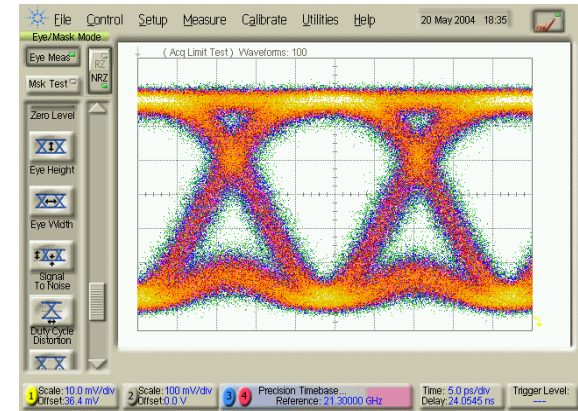 File Control Setup Measure Calibrate Utilities Help 20 May 2004 18:35
Eye/Mask Mode
Eye Meas
RZ
NRZ
Msk Test
( Acq Limit Test ) Waveforms: 100
Zero Level
Eye Height
Eye Width
Signal
To Noise
Duty Cycle
Distortion
1 Scale:10.0 mV/div
Offset:36.4 mV
2 Scale:100 mV/div
Offset:0.0 V
3 4 Precision Timebase...
Reference: 21.30000 GHz
Time: 5.0 ps/div
Delay:24.0545 ns
Trigger Level:
---